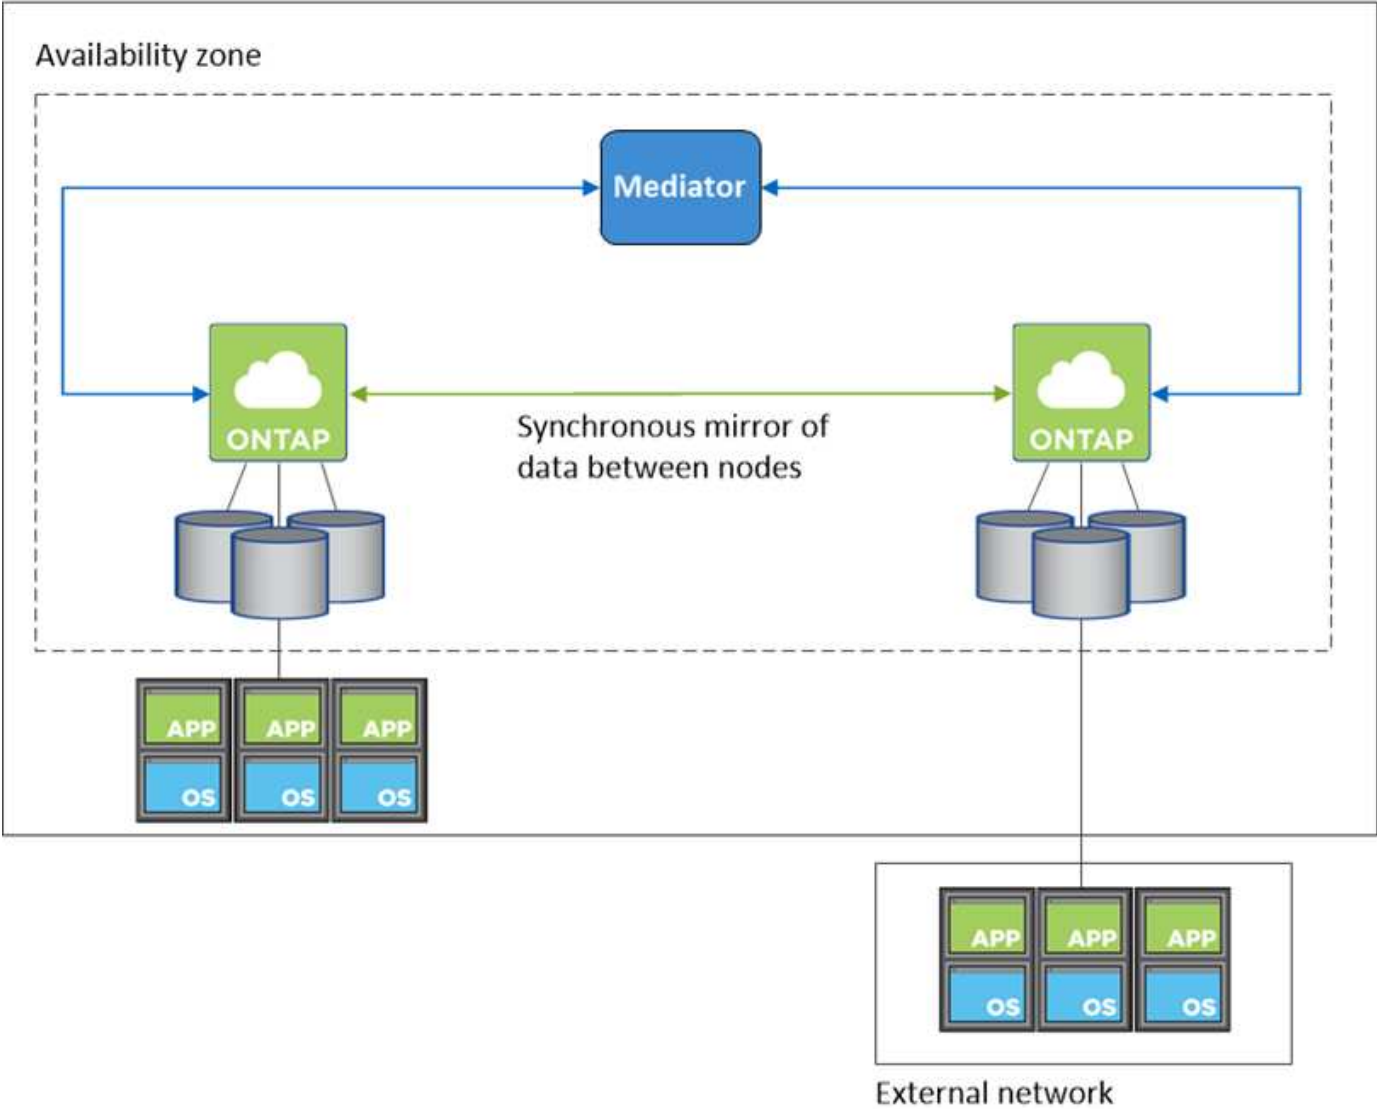 Availability zone
Mediator
ONTAP
ONTAP
Synchronous mirror of
data between nodes
APP APP APP
OS OS OS
APP APP APP
OS OS OS
External network